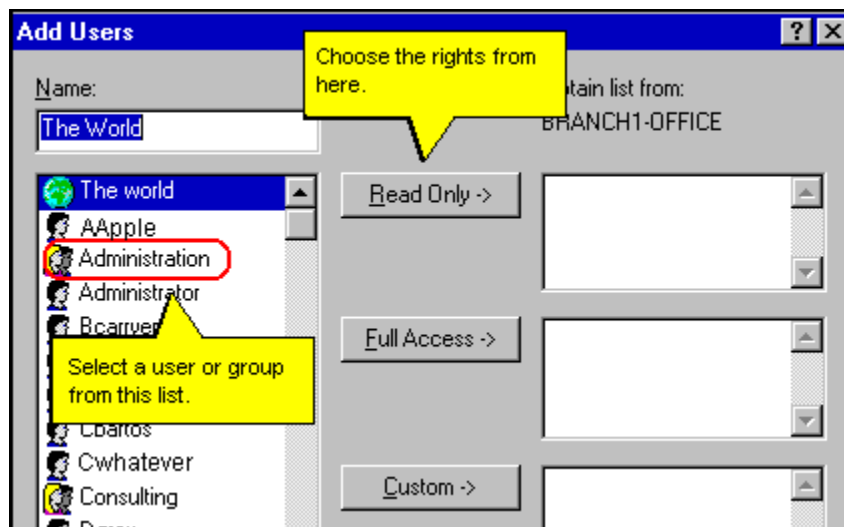 Add Users
Choose the rights from
here.
Name:
tain list from:
The World
BRANCH1-OFFICE
The world
Read Only ->
AApple
Administration
Administrator
Full Access ->
Select a user or group
from this list.
Cwhatever
Custom ->
Consulting